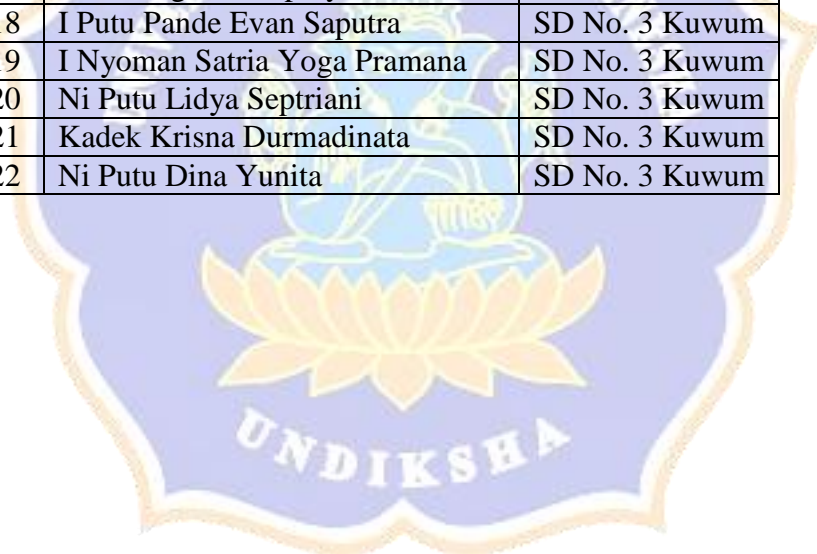 18 I Putu Pande Evan Saputra SD No. 3 Kuwum
19 I Nyoman Satria Yoga Pramana SD No. 3 Kuwum
20 Ni Putu Lidya Septriani SD No. 3 Kuwum
21 Kadek Krisna Durmadinata SD No. 3 Kuwum
22 Ni Putu Dina Yunita SD No. 3 Kuwum
UNDIKSHA